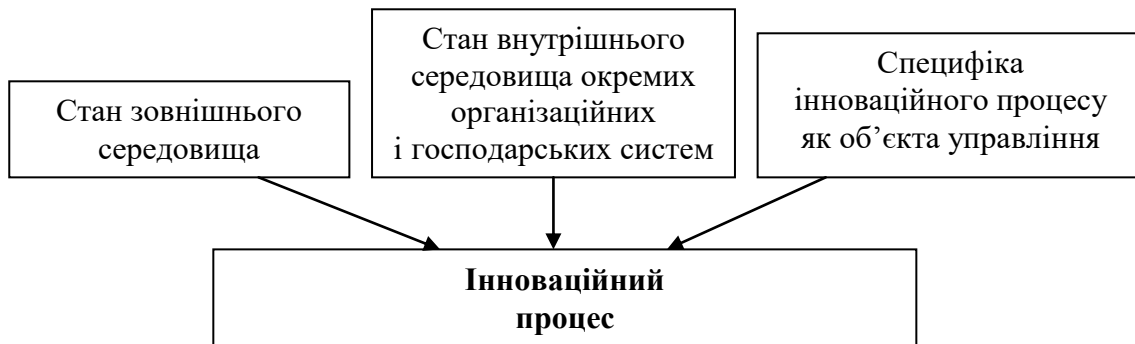 Стан зовнішнього
середовища
Стан внутрішнього
середовища окремих
організаційних
і господарських систем
Специфіка
інноваційного процесу
як об’єкта управління
Інноваційний
процес